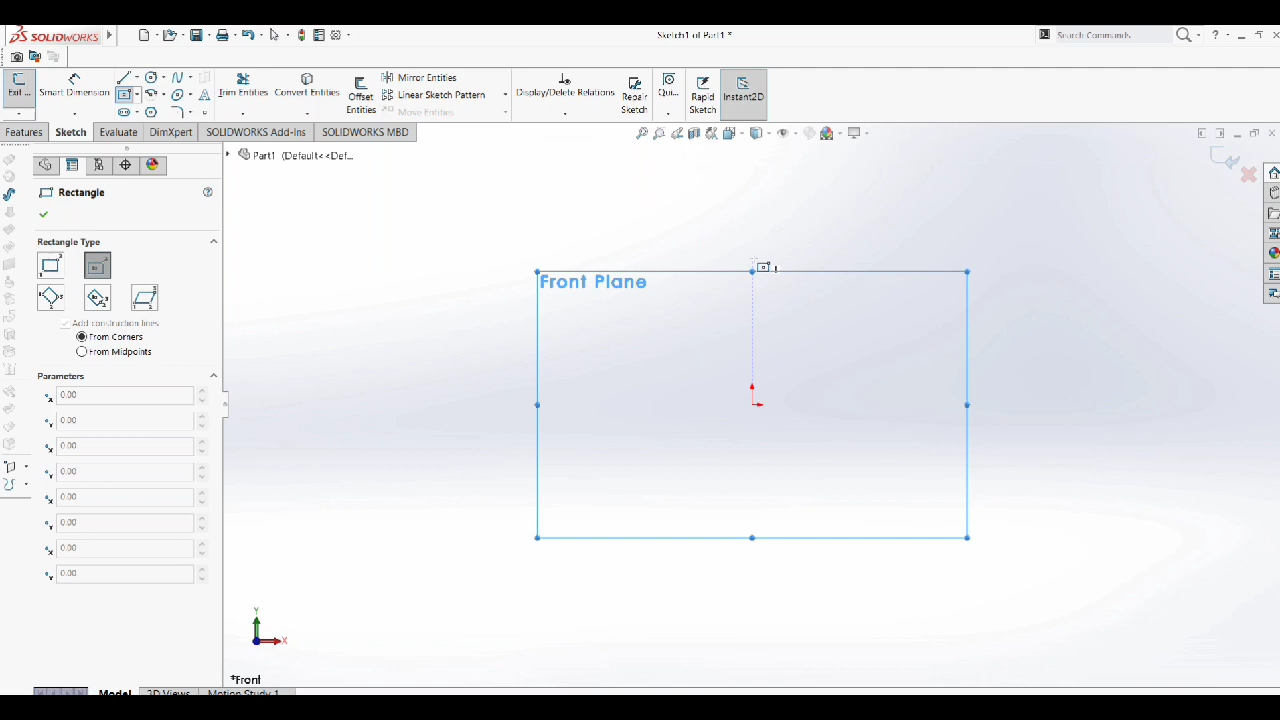 SOLIDWORKS
Sketch1 of Part1 *
Search Commands
?
Exit ...
Smart Dimension
Trim Entities
Convert Entities
Offset
Entities
Mirror Entities
Linear Sketch Pattern
Move Entities
Display/Delete Relations
Repair
Sketch
Qui...
Rapid
Sketch
Instant2D
Features
Sketch
Evaluate
DimXpert
SOLIDWORKS Add-Ins
SOLIDWORKS MBD
Part1 (Default<<Def...
Rectangle
Rectangle Type
Add construction lines
From Corners
From Midpoints
Parameters
0.00
0.00
0.00
0.00
0.00
0.00
0.00
0.00
Front Plane
Y
X
*Front
Model
3D Views
Motion Study 1